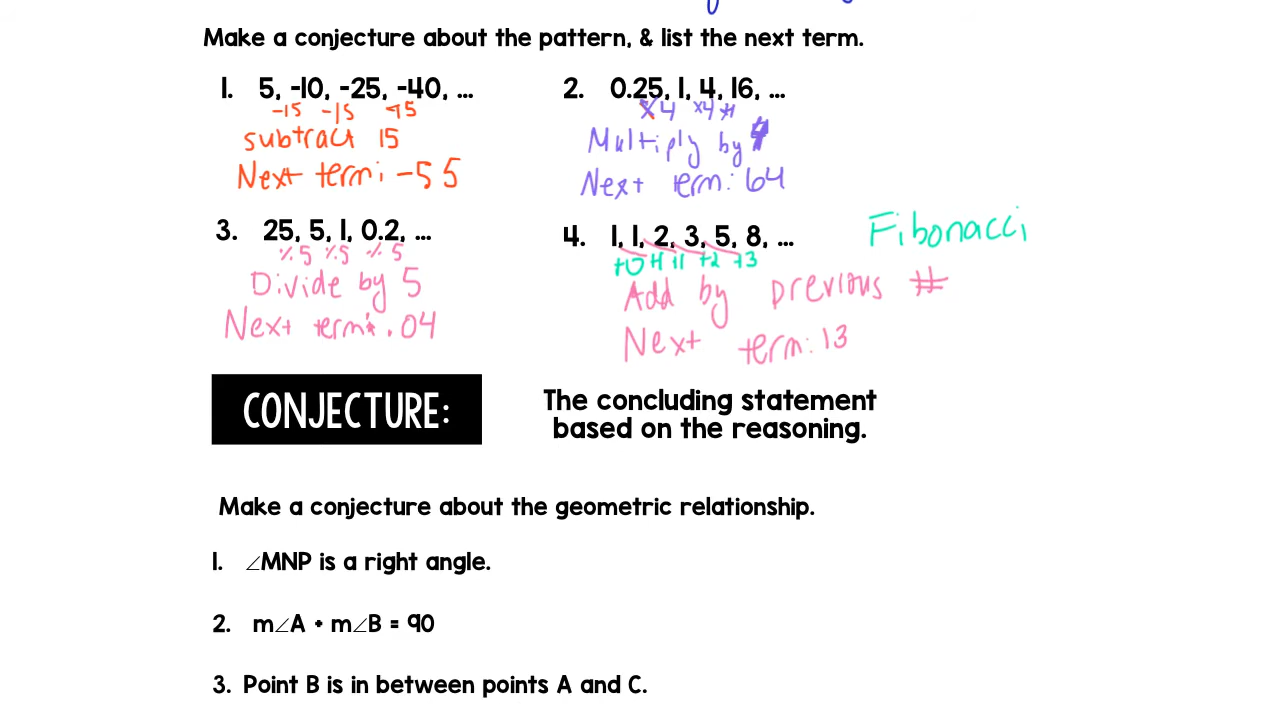 Make a conjecture about the pattern, & list the next term.
1. 5, -10, -25, -40, ...
-15 -15 -15
subtract 15
Next term: -55
2. 0.25, 1, 4, 16, ...
x4 x4 x4
Multiply by 4
Next term: 64
3. 25, 5, 1, 0.2, ...
٪5 ٪5 ٪5
Divide by 5
Next term: .04
4. 1, 1, 2, 3, 5, 8, ...
Fibonacci
+0 +1 +1 +2 +3
Add by previous #
Next term: 13
CONJECTURE:
The concluding statement
based on the reasoning.
Make a conjecture about the geometric relationship.
1. ∠MNP is a right angle.
2. m∠A + m∠B = 90
3. Point B is in between points A and C.